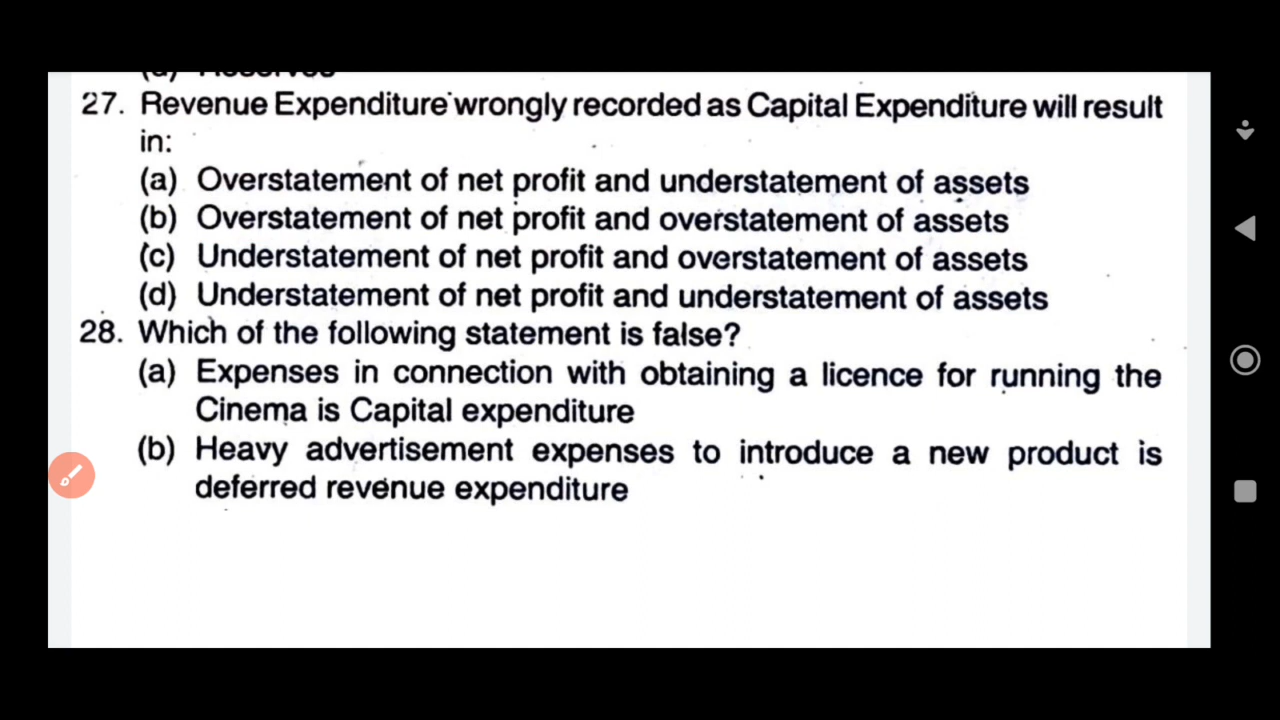 27. Revenue Expenditure wrongly recorded as Capital Expenditure will result
in:
(a) Overstatement of net profit and understatement of assets
(b) Overstatement of net profit and overstatement of assets
(c) Understatement of net profit and overstatement of assets
(d) Understatement of net profit and understatement of assets
28. Which of the following statement is false?
(a) Expenses in connection with obtaining a licence for running the
Cinema is Capital expenditure
(b) Heavy advertisement expenses to introduce a new product is
deferred revenue expenditure